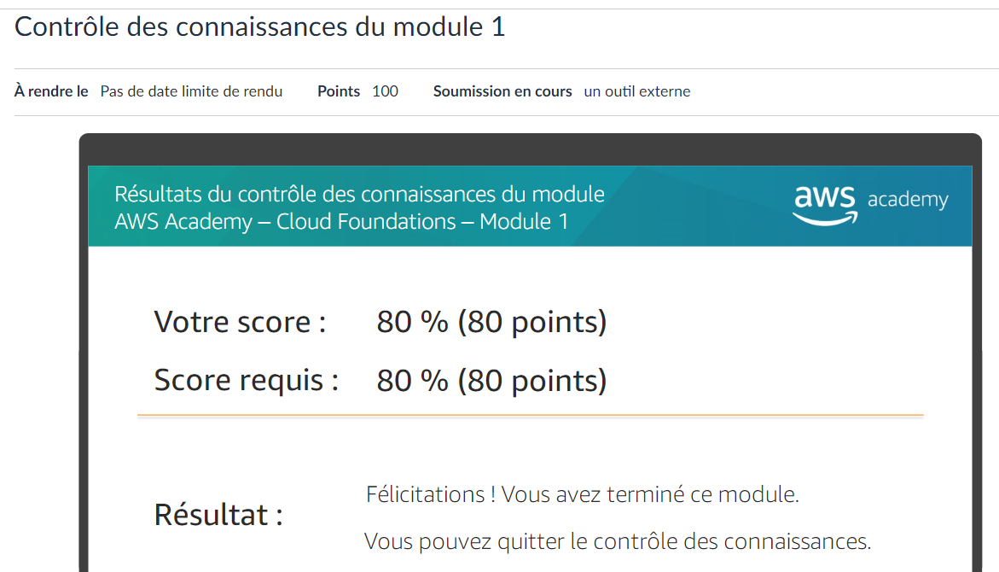 Contrôle des connaissances du module 1
À rendre le Pas de date limite de rendu Points 100 Soumission en cours un outil externe
Résultats du contrôle des connaissances du module
AWS Academy – Cloud Foundations – Module 1
aws academy
Votre score : 80 % (80 points)
Score requis : 80 % (80 points)
Résultat :
Félicitations ! Vous avez terminé ce module.
Vous pouvez quitter le contrôle des connaissances.